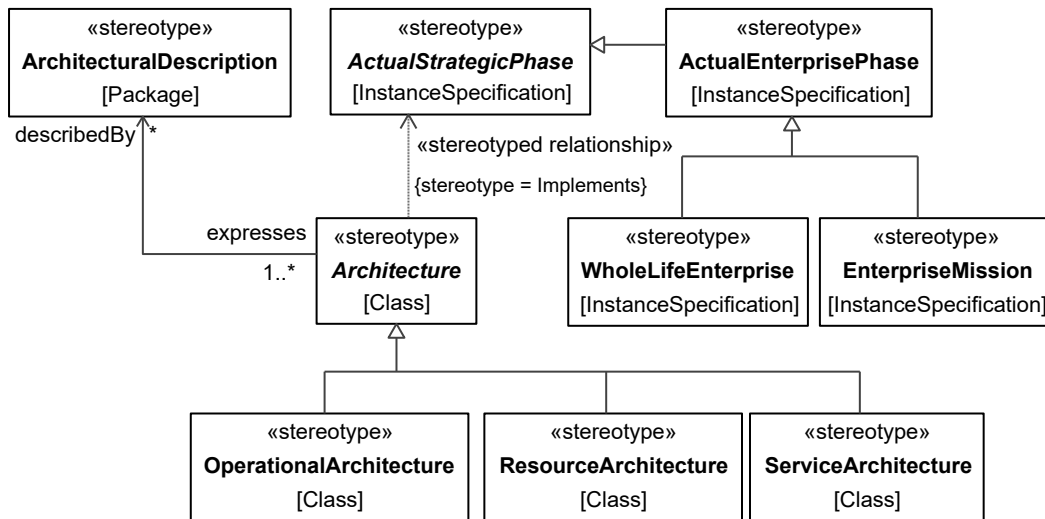 «stereotype»
ArchitecturalDescription
[Package]
«stereotype»
ActualStrategicPhase
[InstanceSpecification]
«stereotype»
ActualEnterprisePhase
[InstanceSpecification]
describedBy *
«stereotyped relationship»
{stereotype = Implements}
expresses
1..*
«stereotype»
Architecture
[Class]
«stereotype»
WholeLifeEnterprise
[InstanceSpecification]
«stereotype»
EnterpriseMission
[InstanceSpecification]
«stereotype»
OperationalArchitecture
[Class]
«stereotype»
ResourceArchitecture
[Class]
«stereotype»
ServiceArchitecture
[Class]